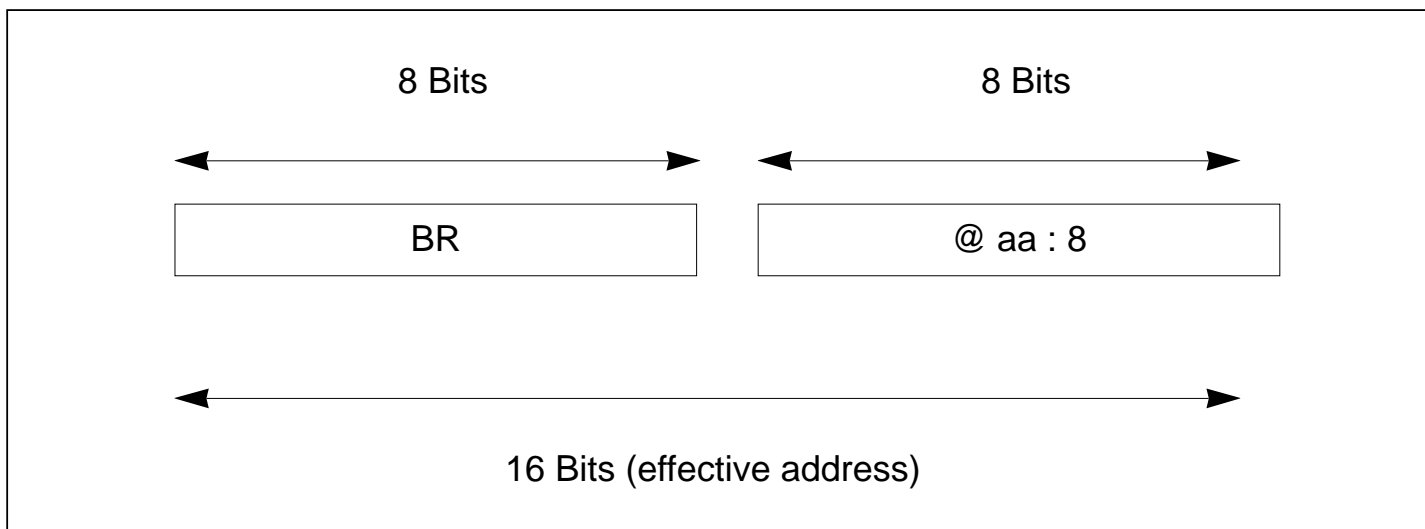 8 Bits 8 Bits
BR @ aa : 8
16 Bits (effective address)